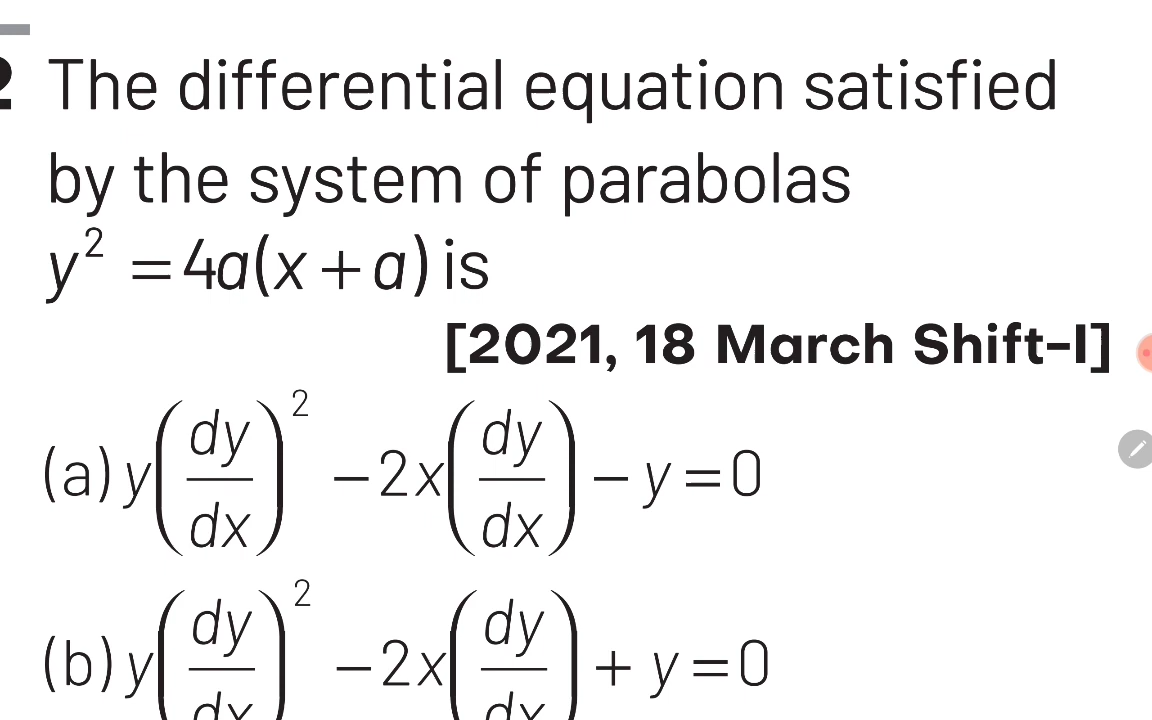 2 The differential equation satisfied
by the system of parabolas
y² = 4a(x + a) is
[2021, 18 March Shift-I]
(a) y(dy/dx)² − 2x(dy/dx) − y = 0
(b) y(dy/dx)² − 2x(dy/dx) + y = 0